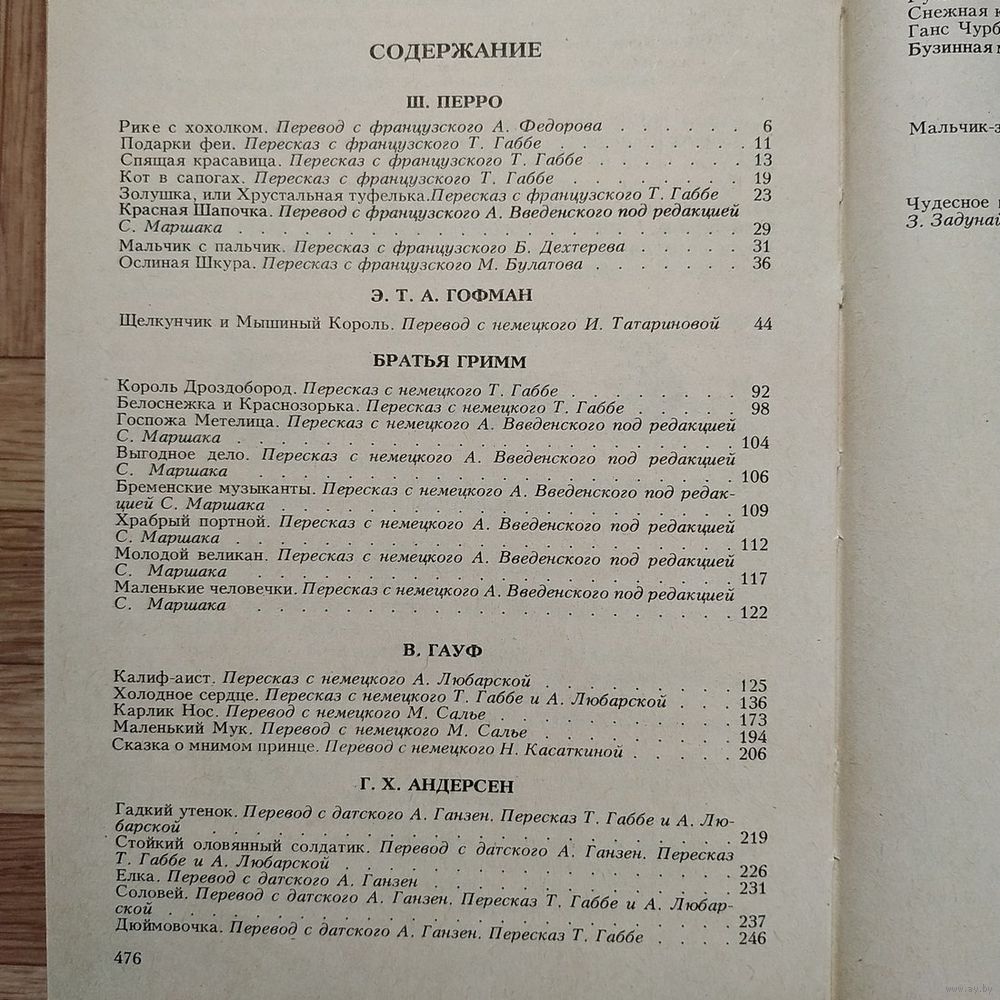 СОДЕРЖАНИЕ
Ш. ПЕРРО
Рике с хохолком. Перевод с французского А. Федорова . . . . . . 6
Подарки феи. Пересказ с французского Т. Габбе . . . . . . . . 11
Спящая красавица. Пересказ с французского Т. Габбе . . . . . . 13
Кот в сапогах. Пересказ с французского Т. Габбе . . . . . . . 19
Золушка, или Хрустальная туфелька.Пересказ с французского Т. Габбе 23
Красная Шапочка. Перевод с французского А. Введенского под редакцией
С. Маршака . . . . . . . . . . . . . . . . . 29
Мальчик с пальчик. Пересказ с французского Б. Дехтерева . . . . . 31
Ослиная Шкура. Пересказ с французского М. Булатова . . . . . . . 36
Э. Т. А. ГОФМАН
Щелкунчик и Мышиный Король. Перевод с немецкого И. Татариновой 44
БРАТЬЯ ГРИММ
Король Дроздобород. Пересказ с немецкого Т. Габбе . . . . . . . 92
Белоснежка и Краснозорька. Пересказ с немецкого Т. Габбе . . . . . 98
Госпожа Метелица. Пересказ с немецкого А. Введенского под редакцией
С. Маршака . . . . . . . . . . . . . . . . . 104
Выгодное дело. Пересказ с немецкого А. Введенского под редакцией
С. Маршака . . . . . . . . . . . . . . . . . 106
Бременские музыканты. Пересказ с немецкого А. Введенского под редак-
цией С. Маршака . . . . . . . . . . . . . . . 109
Храбрый портной. Пересказ с немецкого А. Введенского под редакцией
С. Маршака . . . . . . . . . . . . . . . . . 112
Молодой великан. Пересказ с немецкого А. Введенского под редакцией
С. Маршака . . . . . . . . . . . . . . . . . 117
Маленькие человечки. Пересказ с немецкого А. Введенского под редакцией
С. Маршака . . . . . . . . . . . . . . . . . 122
В. ГАУФ
Калиф-аист. Пересказ с немецкого А. Любарской . . . . . . . . 125
Холодное сердце. Пересказ с немецкого Т. Габбе и А. Любарской . . . 136
Карлик Нос. Перевод с немецкого М. Салье . . . . . . . . . 173
Маленький Мук. Перевод с немецкого М. Салье . . . . . . . . 194
Сказка о мнимом принце. Перевод с немецкого Н. Касаткиной . . . . . 206
Г. Х. АНДЕРСЕН
Гадкий утенок. Перевод с датского А. Ганзен. Пересказ Т. Габбе и А. Лю-
барской . . . . . . . . . . . . . . . . . . 219
Стойкий оловянный солдатик. Перевод с датского А. Ганзен. Пересказ
Т. Габбе и А. Любарской . . . . . . . . . . . . . 226
Елка. Перевод с датского А. Ганзен . . . . . . . . . . . 231
Соловей. Перевод с датского А. Ганзен. Пересказ Т. Габбе и А. Любар-
ской . . . . . . . . . . . . . . . . . . . 237
Дюймовочка. Перевод с датского А. Ганзен. Пересказ Т. Габбе . . . . 246
476
Снежная к
Ганс Чурб
Бузинная м
Мальчик-з
Чудесное
З. Задунай
www.ay.by